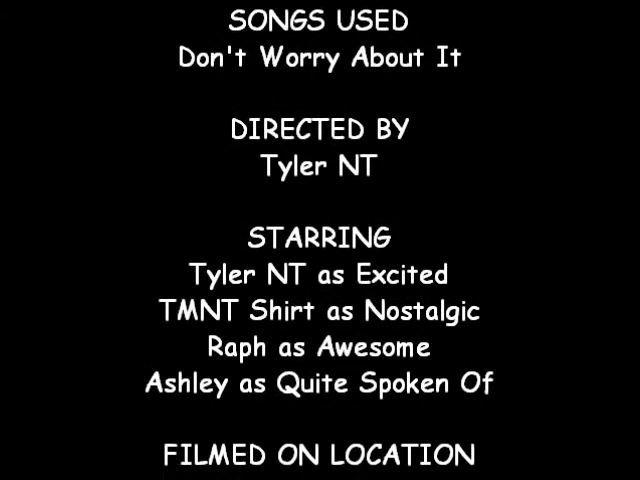 SONGS USED
Don't Worry About It
DIRECTED BY
Tyler NT
STARRING
Tyler NT as Excited
TMNT Shirt as Nostalgic
Raph as Awesome
Ashley as Quite Spoken Of
FILMED ON LOCATION